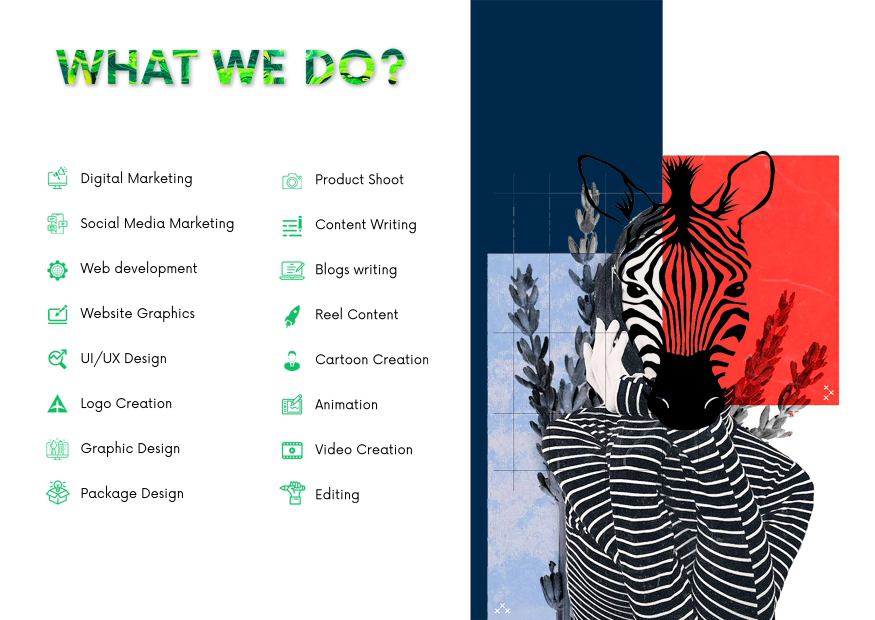 WHAT WE DO?
Digital Marketing
Social Media Marketing
Web development
Website Graphics
UI/UX Design
Logo Creation
Graphic Design
Package Design
Product Shoot
Content Writing
Blogs writing
Reel Content
Cartoon Creation
Animation
Video Creation
Editing